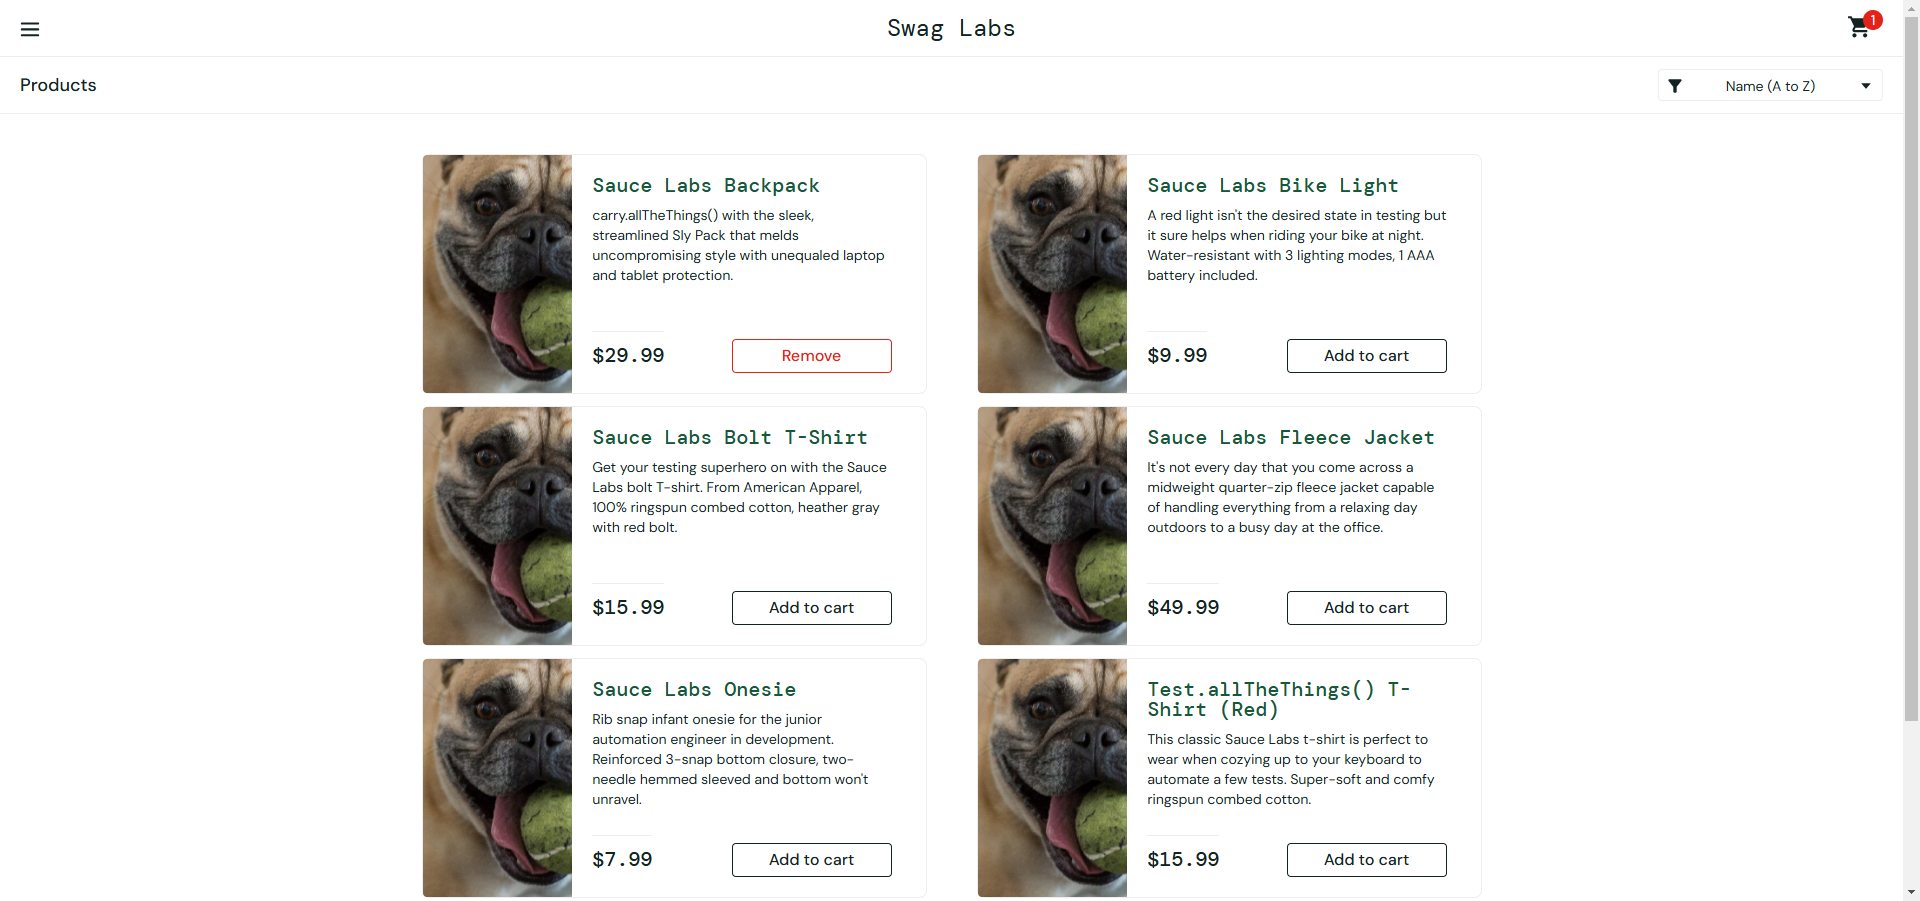 Swag Labs
1
Products
Name (A to Z)
Sauce Labs Backpack
carry.allTheThings() with the sleek,
streamlined Sly Pack that melds
uncompromising style with unequaled laptop
and tablet protection.
$29.99
Remove
Sauce Labs Bike Light
A red light isn't the desired state in testing but
it sure helps when riding your bike at night.
Water-resistant with 3 lighting modes, 1 AAA
battery included.
$9.99
Add to cart
Sauce Labs Bolt T-Shirt
Get your testing superhero on with the Sauce
Labs bolt T-shirt. From American Apparel,
100% ringspun combed cotton, heather gray
with red bolt.
$15.99
Add to cart
Sauce Labs Fleece Jacket
It's not every day that you come across a
midweight quarter-zip fleece jacket capable
of handling everything from a relaxing day
outdoors to a busy day at the office.
$49.99
Add to cart
Sauce Labs Onesie
Rib snap infant onesie for the junior
automation engineer in development.
Reinforced 3-snap bottom closure, two-
needle hemmed sleeved and bottom won't
unravel.
$7.99
Add to cart
Test.allTheThings() T-
Shirt (Red)
This classic Sauce Labs t-shirt is perfect to
wear when cozying up to your keyboard to
automate a few tests. Super-soft and comfy
ringspun combed cotton.
$15.99
Add to cart